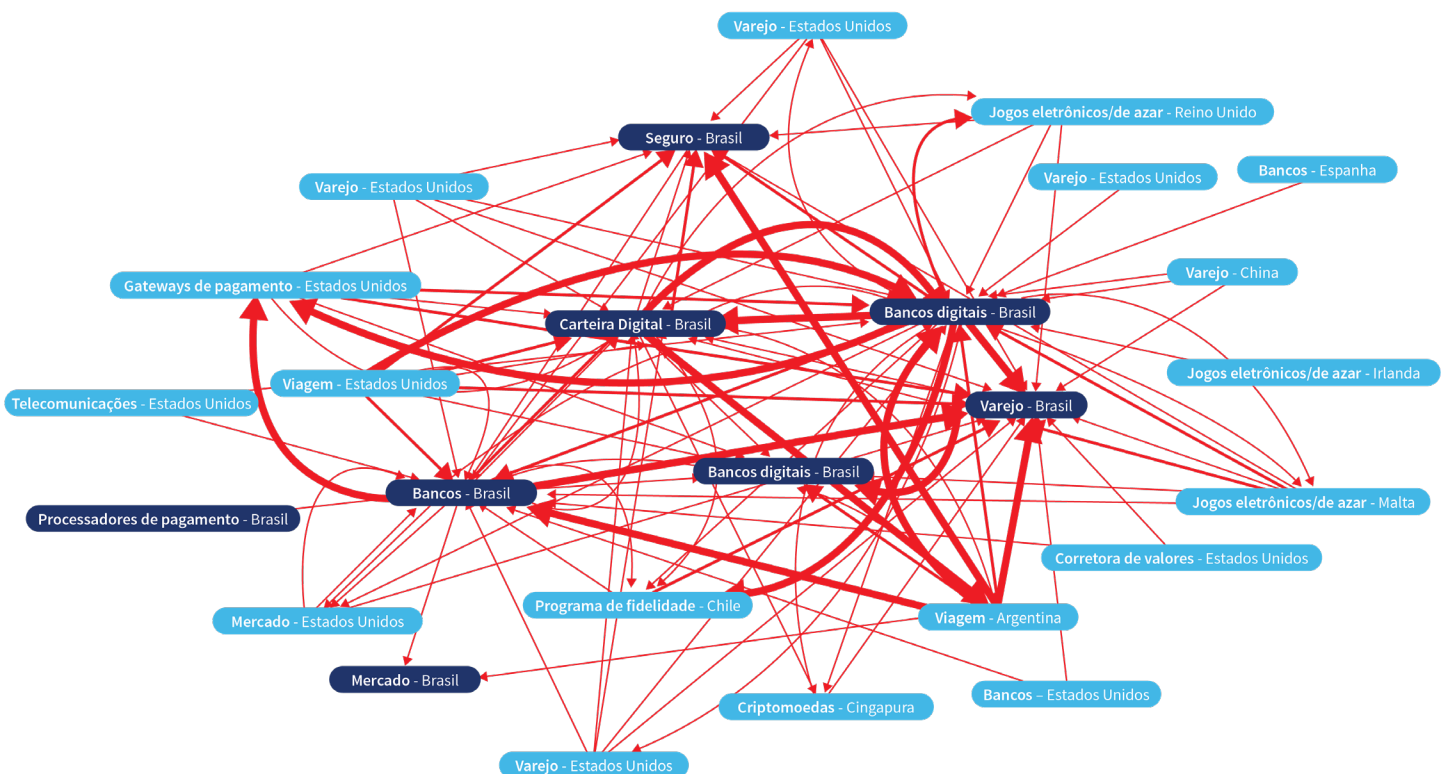 Varejo - Estados Unidos
Jogos eletrônicos/de azar - Reino Unido
Seguro - Brasil
Bancos - Espanha
Varejo - Estados Unidos
Varejo - Estados Unidos
Varejo - China
Gateways de pagamento - Estados Unidos
Bancos digitais - Brasil
Carteira Digital - Brasil
Jogos eletrônicos/de azar - Irlanda
Viagem - Estados Unidos
Telecomunicações - Estados Unidos
Varejo - Brasil
Bancos digitais - Brasil
Bancos - Brasil
Jogos eletrônicos/de azar - Malta
Processadores de pagamento - Brasil
Corretora de valores - Estados Unidos
Programa de fidelidade - Chile
Viagem - Argentina
Mercado - Estados Unidos
Mercado - Brasil
Bancos – Estados Unidos
Criptomoedas - Cingapura
Varejo - Estados Unidos